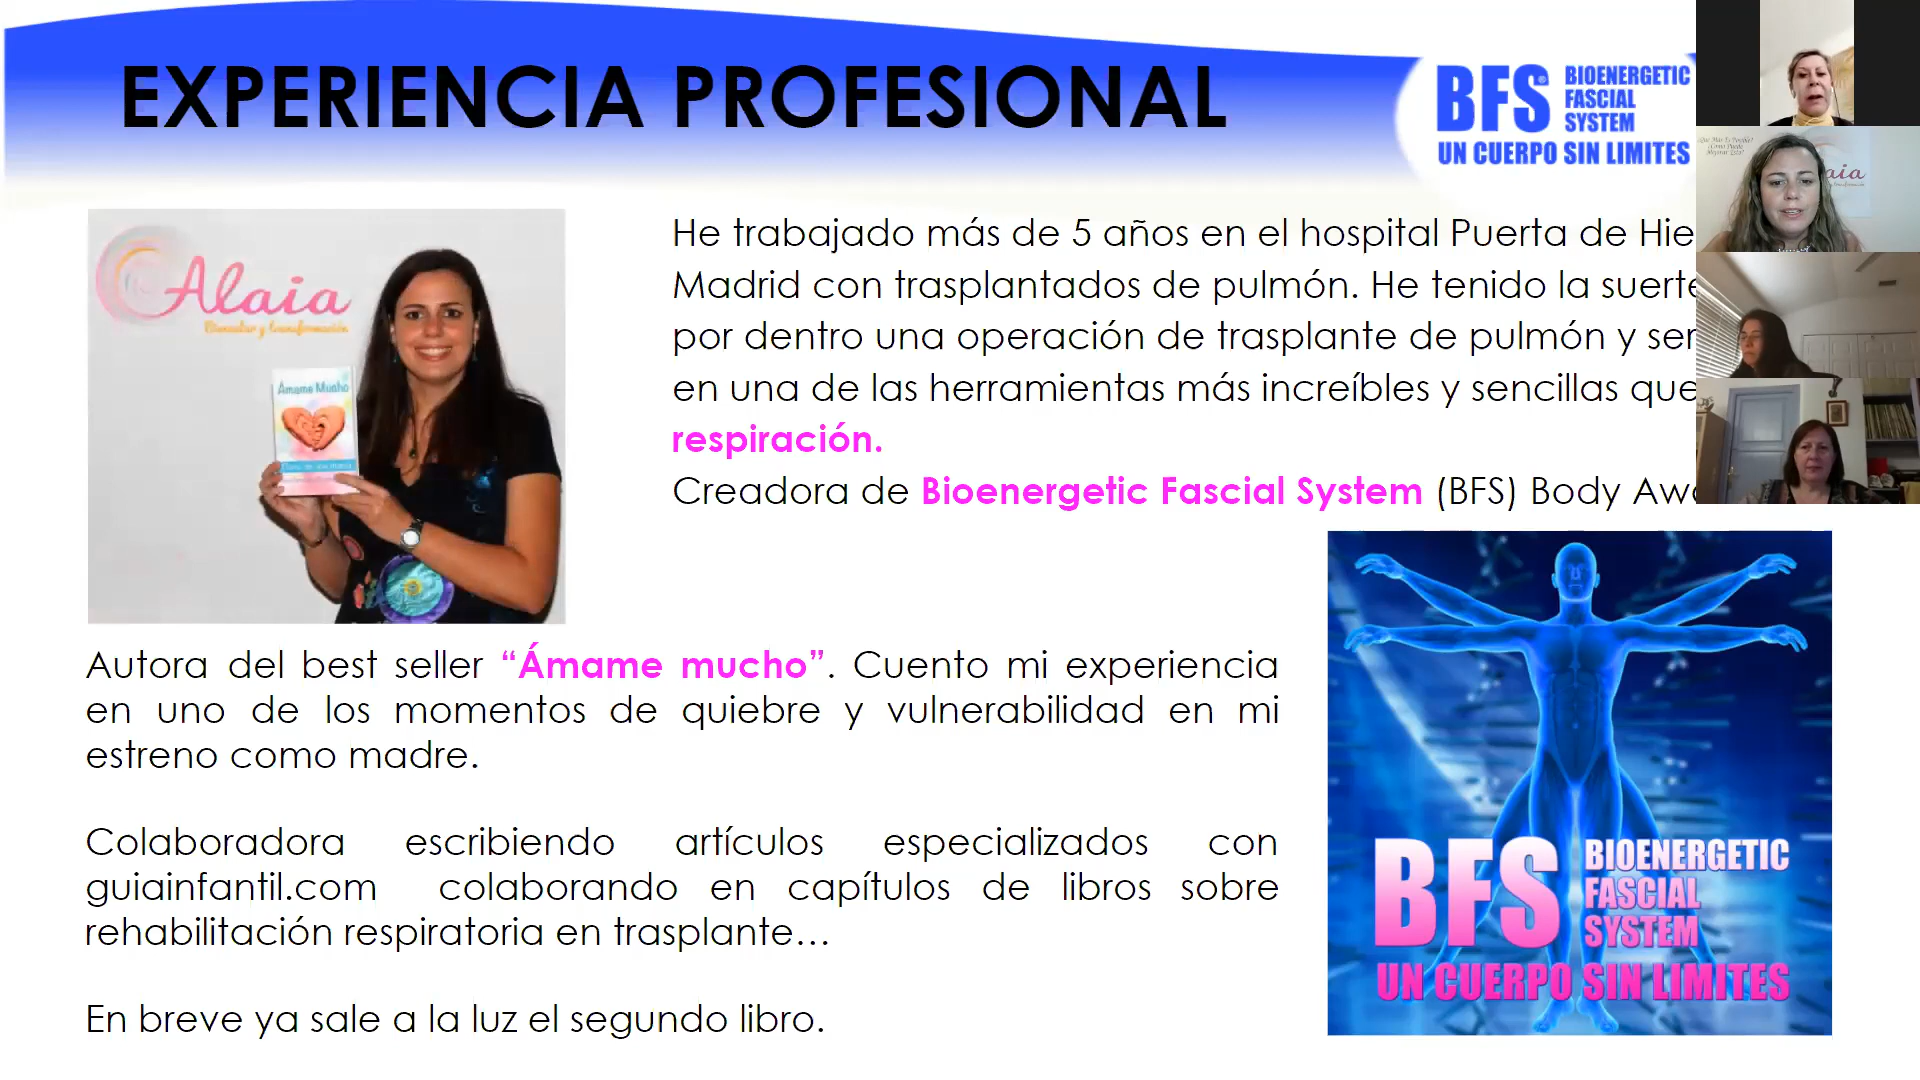 EXPERIENCIA PROFESIONAL
BFS®
BIOENERGETIC
FASCIAL
SYSTEM
UN CUERPO SIN LIMITES
Alaia
Bienestar y transformación
Ámame Mucho
He trabajado más de 5 años en el hospital Puerta de Hie
Madrid con trasplantados de pulmón. He tenido la suerte
por dentro una operación de trasplante de pulmón y ser
en una de las herramientas más increíbles y sencillas que
respiración.
Creadora de Bioenergetic Fascial System (BFS) Body Awa
Autora del best seller “Ámame mucho”. Cuento mi experiencia
en uno de los momentos de quiebre y vulnerabilidad en mi
estreno como madre.
Colaboradora escribiendo artículos especializados con
guiainfantil.com colaborando en capítulos de libros sobre
rehabilitación respiratoria en trasplante…
En breve ya sale a la luz el segundo libro.
BFS
BIOENERGETIC
FASCIAL
SYSTEM
UN CUERPO SIN LIMITES